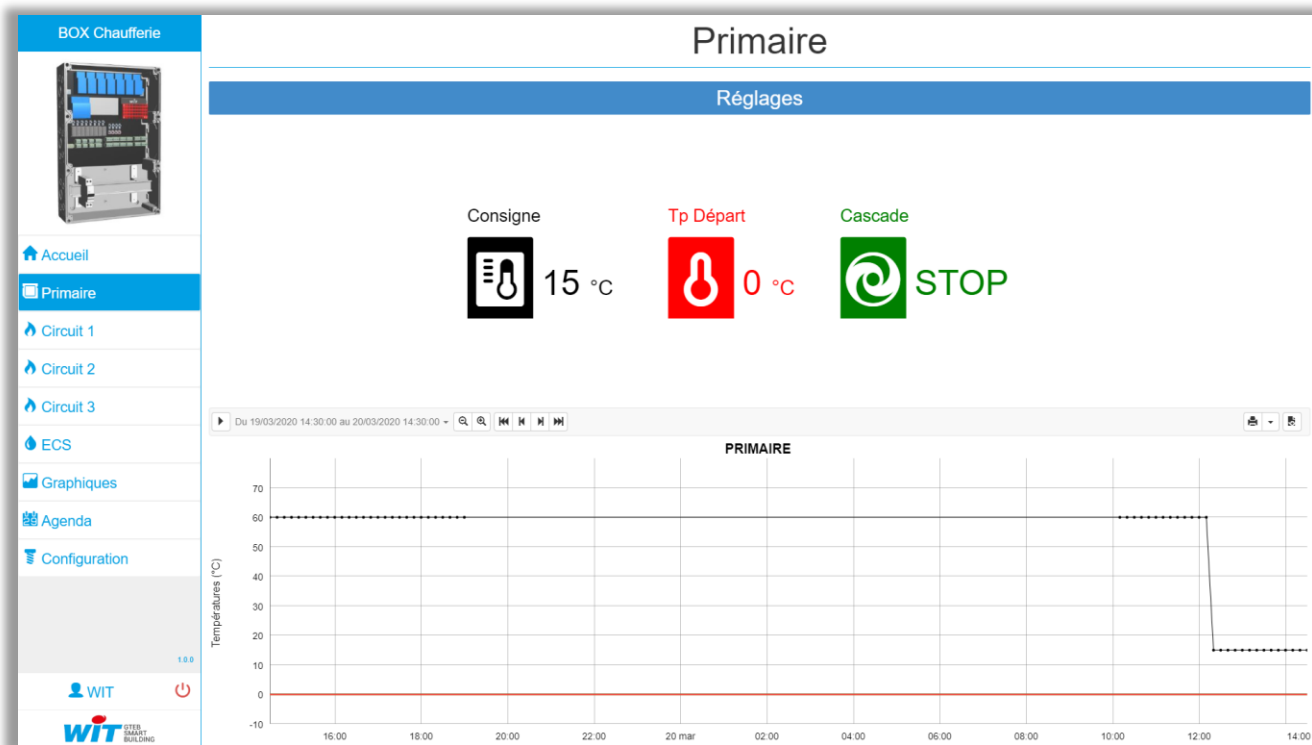 BOX Chaufferie
Accueil
Primaire
Circuit 1
Circuit 2
Circuit 3
ECS
Graphiques
Agenda
Configuration
1.0.0
WIT
WIT GTEB SMART BUILDING
Primaire
Réglages
Consigne Tp Départ Cascade
15 °C 0 °C STOP
Du 19/03/2020 14:30:00 au 20/03/2020 14:30:00
PRIMAIRE
Températures (°C)
70
60
50
40
30
20
10
0
-10
16:00 18:00 20:00 22:00 20 mar 02:00 04:00 06:00 08:00 10:00 12:00 14:00